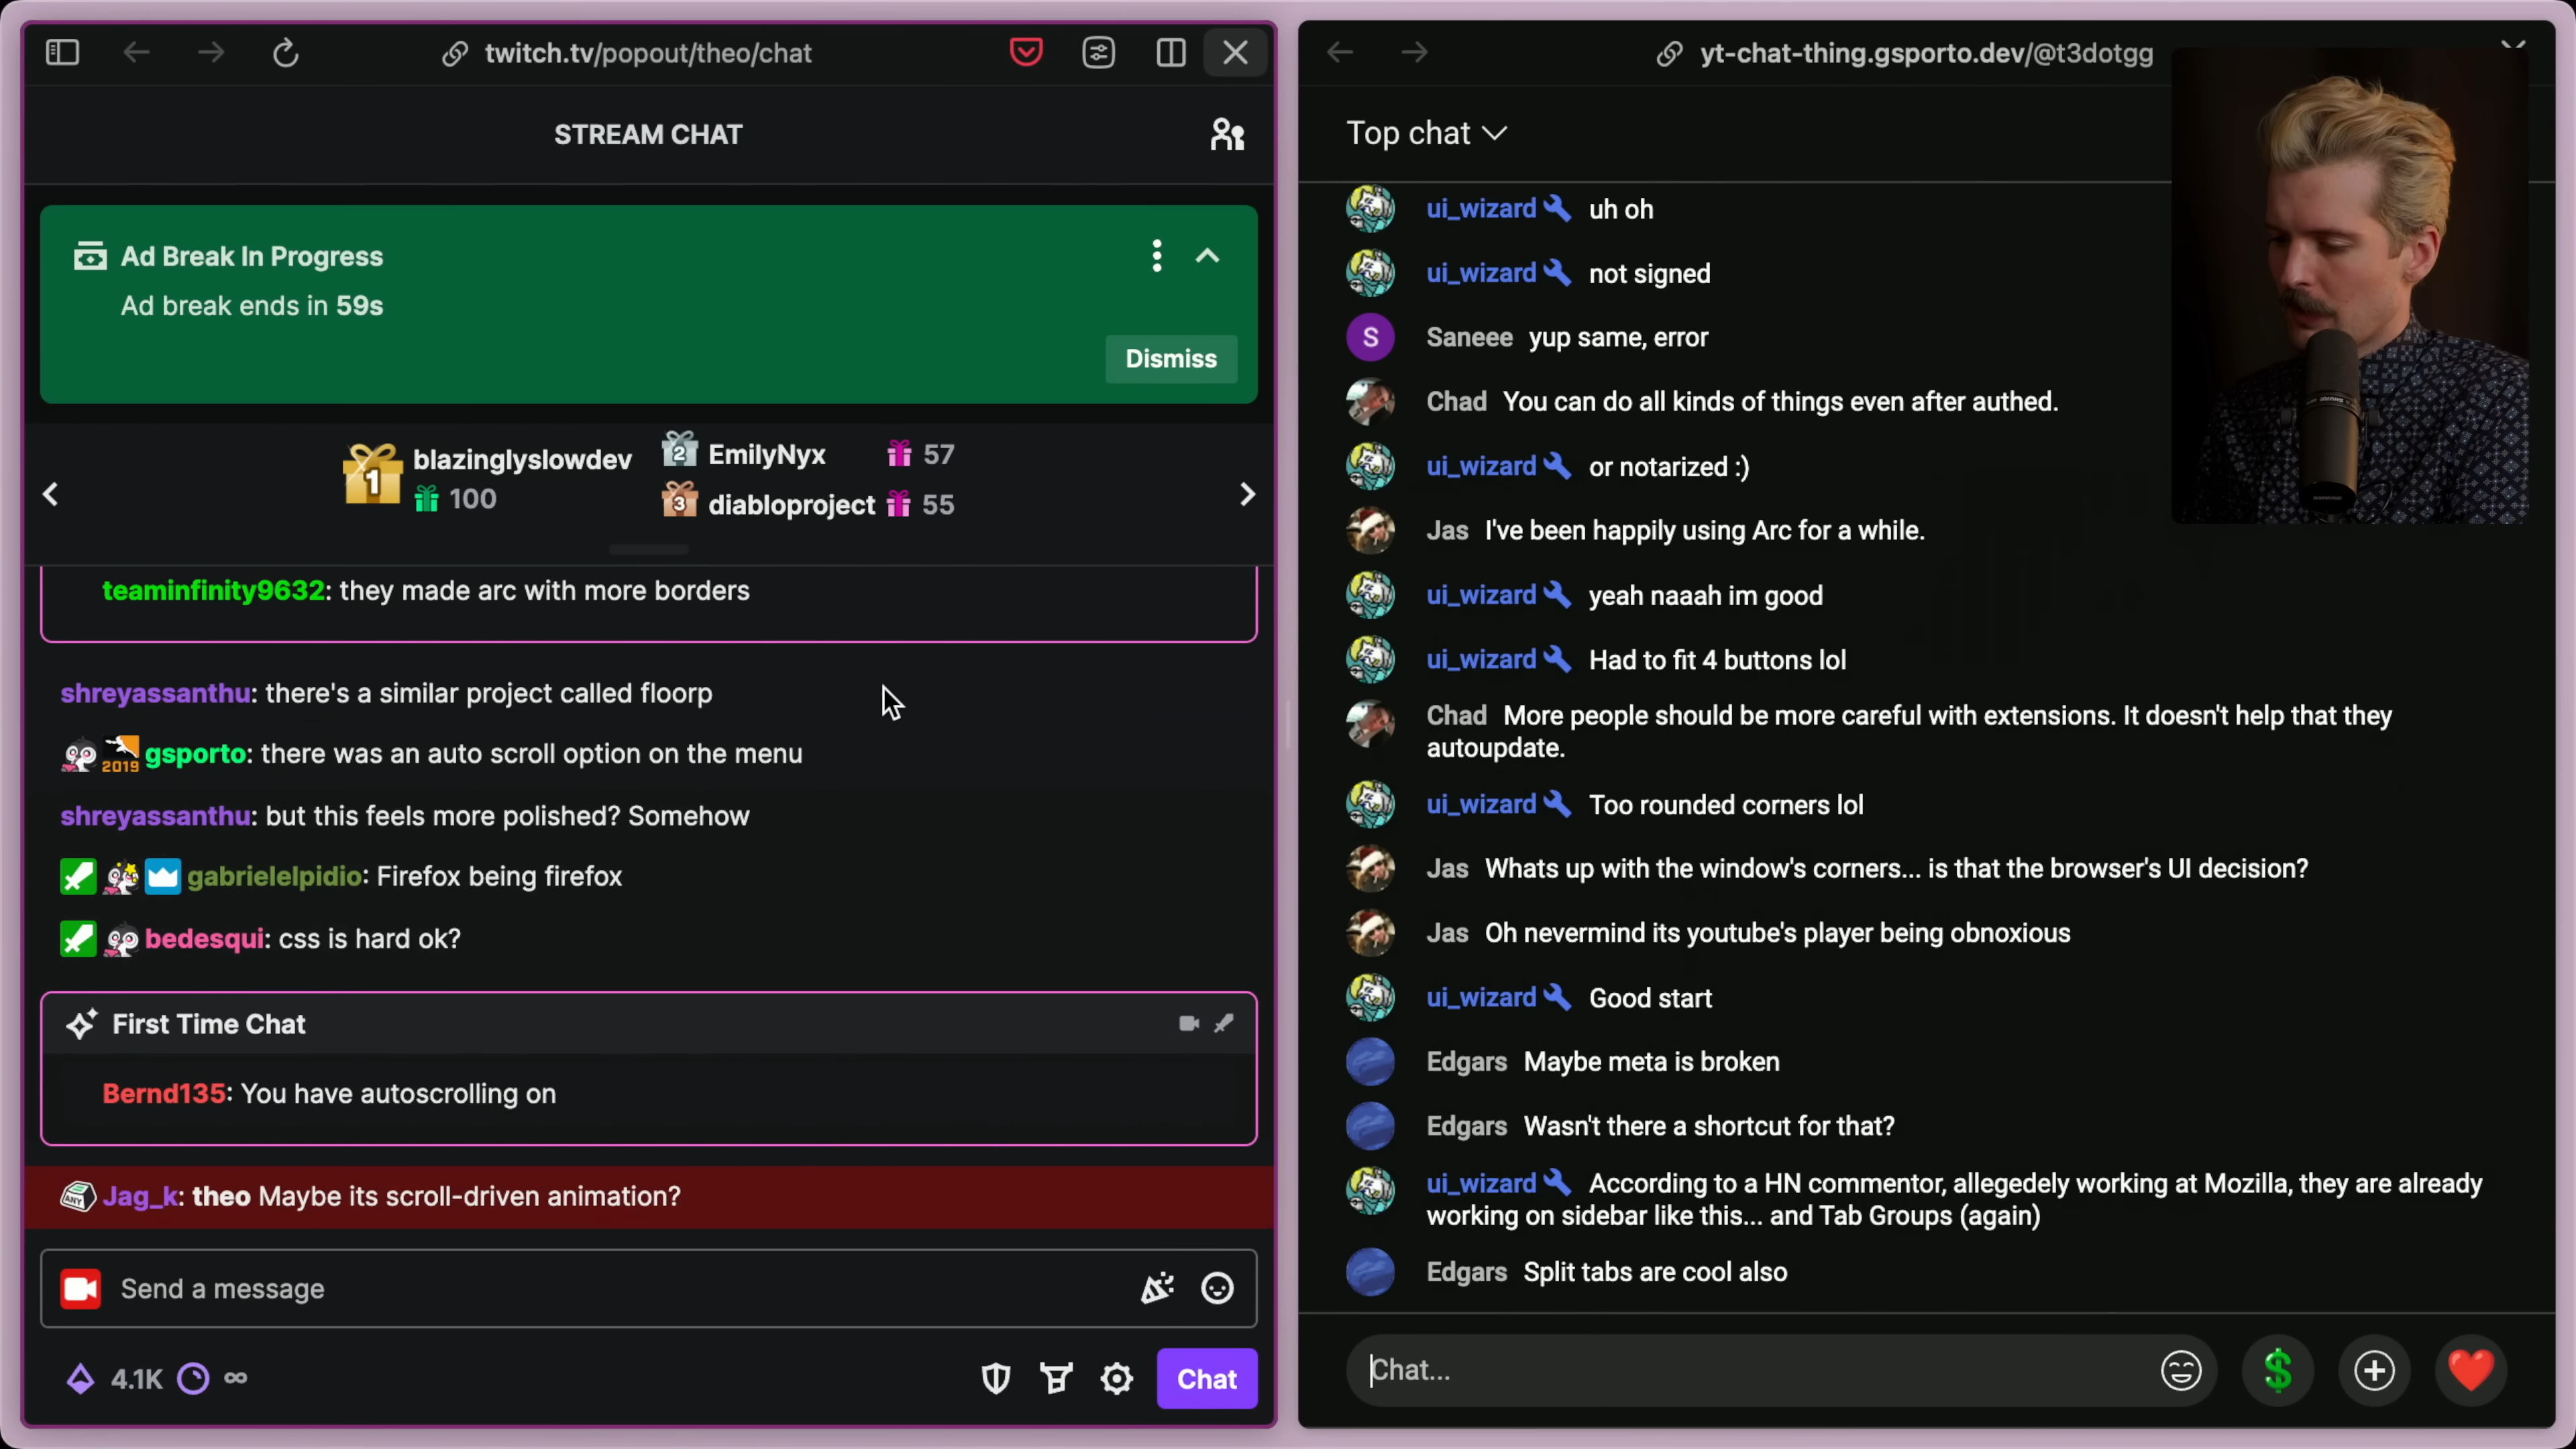 twitch.tv/popout/theo/chat
STREAM CHAT
Ad Break In Progress
Ad break ends in 59s
Dismiss
1
blazinglyslowdev
100
2
EmilyNyx
57
3
diabloproject
55
teaminfinity9632: they made arc with more borders
shreyassanthu: there's a similar project called floorp
2019 gsporto: there was an auto scroll option on the menu
shreyassanthu: but this feels more polished? Somehow
gabrielelpidio: Firefox being firefox
bedesqui: css is hard ok?
First Time Chat
Bernd135: You have autoscrolling on
ANY Jag_k: theo Maybe its scroll-driven animation?
Send a message
4.1K ∞
Chat
yt-chat-thing.gsporto.dev/@t3dotgg
Top chat
ui_wizard uh oh
ui_wizard not signed
S Saneee yup same, error
Chad You can do all kinds of things even after authed.
ui_wizard or notarized :)
Jas I've been happily using Arc for a while.
ui_wizard yeah naaah im good
ui_wizard Had to fit 4 buttons lol
Chad More people should be more careful with extensions. It doesn't help that they
autoupdate.
ui_wizard Too rounded corners lol
Jas Whats up with the window's corners... is that the browser's UI decision?
Jas Oh nevermind its youtube's player being obnoxious
ui_wizard Good start
Edgars Maybe meta is broken
Edgars Wasn't there a shortcut for that?
ui_wizard According to a HN commentor, allegedely working at Mozilla, they are already
working on sidebar like this... and Tab Groups (again)
Edgars Split tabs are cool also
Chat...